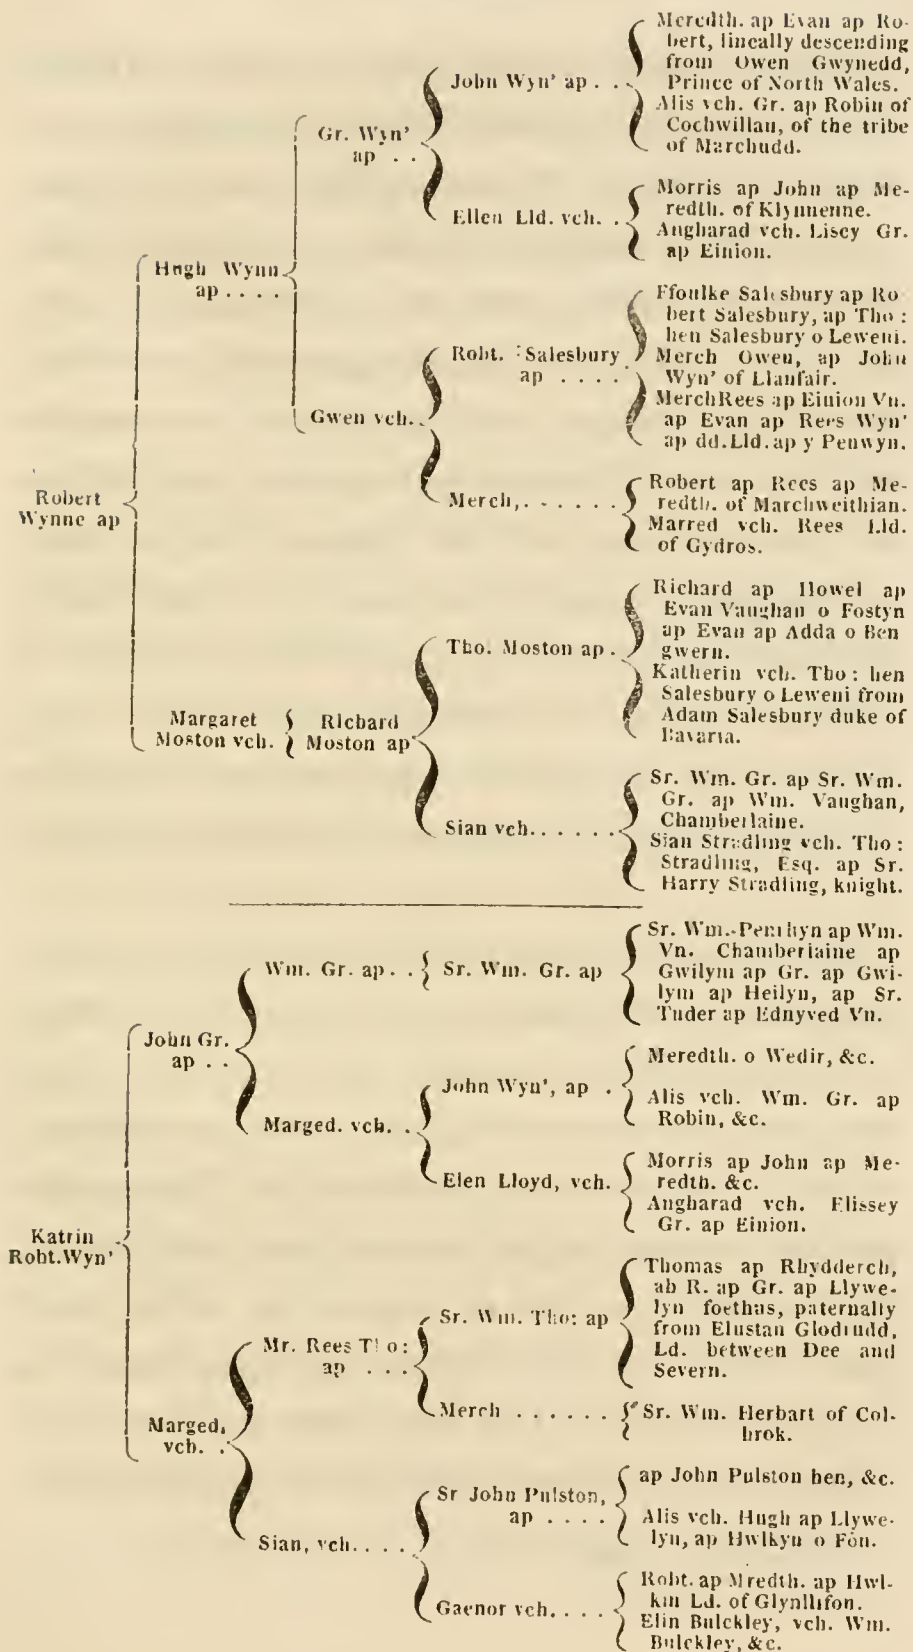 Meredth. ap Evan ap Ro-
bert, lineally descending
from Owen Gwynedd,
Prince of North Wales.
John Wyn' ap . .
Alis vch. Gr. ap Robin of
Cochwillan, of the tribe
of Marchudd.
Gr. Wyn'
ap . .
Morris ap John ap Me-
redth. of Klynnenne.
Ellen Lld. vch. .
Angharad vch. Liscy Gr.
ap Einion.
Hugh Wynn
ap . . . .
Ffoulke Salesbury ap Ro
bert Salesbury, ap Tho :
hen Salesbury o Leweni.
Robt. Salesbury
ap . . . .
Merch Owen, ap John
Wyn' of Llanfair.
MerchRees ap Einion Vn.
ap Evan ap Rees Wyn'
ap dd.Lld. ap y Penwyn.
Gwen vch. .
Merch, . . . . . .
Robert ap Rees ap Me-
redth. of Marchweithian.
Marred vch. Rees Lld.
of Gydros.
Robert
Wynne ap
Richard ap Howel ap
Evan Vaughan o Fostyn
ap Evan ap Adda o Ben
gwern.
Tho. Moston ap .
Katherin vch. Tho : hen
Salesbury o Leweni from
Adam Salesbury duke of
Bavaria.
Margaret
Moston vch.
Richard
Moston ap
Sr. Wm. Gr. ap Sr. Wm.
Gr. ap Wm. Vaughan,
Chamberlaine.
Sian vch. . . . . .
Sian Stradling vch. Tho :
Stradling, Esq. ap Sr.
Harry Stradling, knight.
Wm. Gr. ap . .
Sr. Wm. Gr. ap
Sr. Wm. Penrhyn ap Wm.
Vn. Chamberlaine ap
Gwilym ap Gr. ap Gwi-
lym ap Heilyn, ap Sr.
Tuder ap Ednyved Vn.
John Gr.
ap . .
Meredth. o Wedir, &c.
John Wyn', ap .
Alis vch. Wm. Gr. ap
Robin, &c.
Marged. vch. .
Elen Lloyd, vch.
Morris ap John ap Me-
redth. &c.
Angharad vch. Elissey
Gr. ap Einion.
Katrin
Robt.Wyn'
Thomas ap Rhydderch,
ab R. ap Gr. ap Llywe-
lyn foethus, paternally
from Elustan Glodrudd,
Ld. between Dee and
Severn.
Sr. Wm. Tho: ap
Mr. Rees Tho:
ap . . .
Merch . . . . . .
Sr. Wm. Herbart of Col-
brok.
Marged,
vch. .
Sr John Pulston,
ap . . . .
ap John Pulston hen, &c.
Alis vch. Hugh ap Llywe-
lyn, ap Hwlkyn o Fôn.
Sian, vch. . . .
Gaenor vch. . . .
Robt. ap Mredth. ap Hwl-
kin Ld. of Glynllifon.
Elin Bulckley, vch. Wm.
Bulckley, &c.